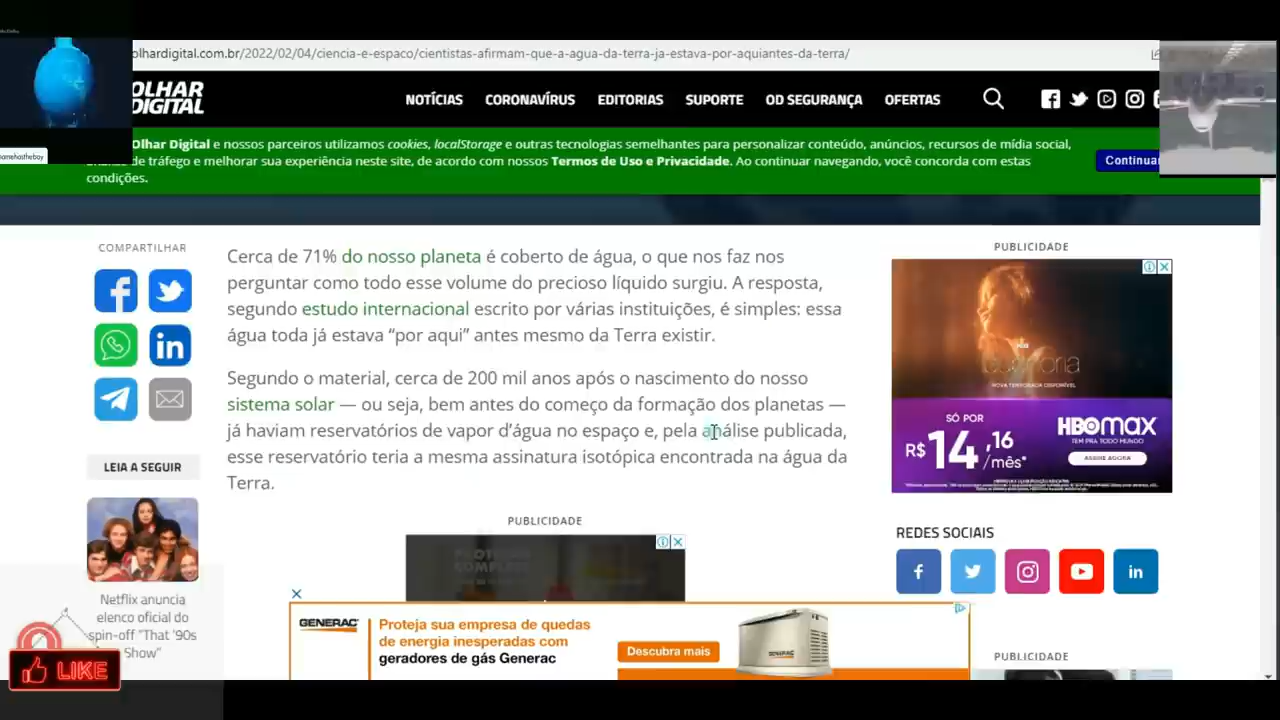 olhardigital.com.br/2022/02/04/ciencia-e-espaco/cientistas-afirmam-que-a-agua-da-terra-ja-estava-por-aquiantes-da-terra/
OLHAR
DIGITAL
NOTÍCIAS
CORONAVÍRUS
EDITORIAS
SUPORTE
OD SEGURANÇA
OFERTAS
Olhar Digital e nossos parceiros utilizamos cookies, localStorage e outras tecnologias semelhantes para personalizar conteúdo, anúncios, recursos de mídia social,
de tráfego e melhorar sua experiência neste site, de acordo com nossos Termos de Uso e Privacidade. Ao continuar navegando, você concorda com estas
condições.
Continuar
COMPARTILHAR
Cerca de 71% do nosso planeta é coberto de água, o que nos faz nos
perguntar como todo esse volume do precioso líquido surgiu. A resposta,
segundo estudo internacional escrito por várias instituições, é simples: essa
água toda já estava “por aqui” antes mesmo da Terra existir.
Segundo o material, cerca de 200 mil anos após o nascimento do nosso
sistema solar — ou seja, bem antes do começo da formação dos planetas —
já haviam reservatórios de vapor d’água no espaço e, pela análise publicada,
esse reservatório teria a mesma assinatura isotópica encontrada na água da
Terra.
LEIA A SEGUIR
Netflix anuncia
elenco oficial do
spin-off "That '90s
Show"
LIKE
PUBLICIDADE
GENERAC
Proteja sua empresa de quedas
de energia inesperadas com
geradores de gás Generac
Descubra mais
PUBLICIDADE
euphoria
NOVA TEMPORADA DISPONÍVEL
SÓ POR
R$14,16
/mês*
HBOMAX
TEM PRA TODO MUNDO
ASSINE AGORA
REDES SOCIAIS
PUBLICIDADE